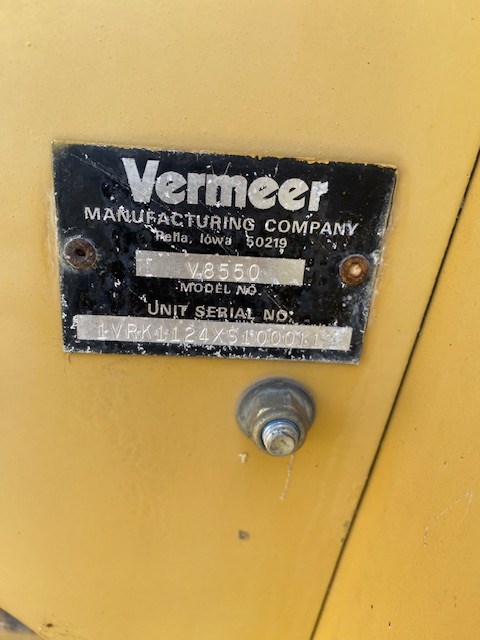 Vermeer
MANUFACTURING COMPANY
Pella, Iowa 50219
V8550
MODEL NO.
UNIT SERIAL NO.